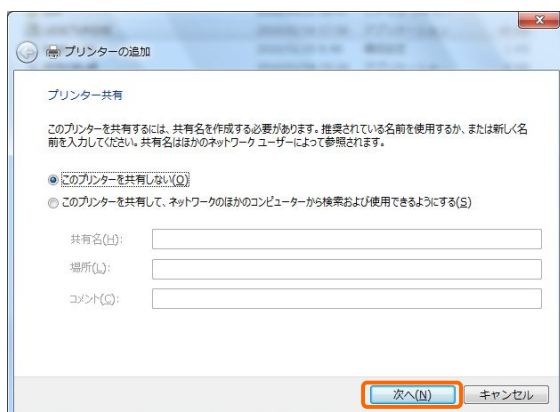 プリンターの追加
プリンター共有
このプリンターを共有するには、共有名を作成する必要があります。推奨されている名前を使用するか、または新しく名
前を入力してください。共有名はほかのネットワーク ユーザーによって参照されます。
このプリンターを共有しない(O)
このプリンターを共有して、ネットワークのほかのコンピューターから検索および使用できるようにする(S)
共有名(H):
場所(L):
コメント(C):
次へ(N) キャンセル